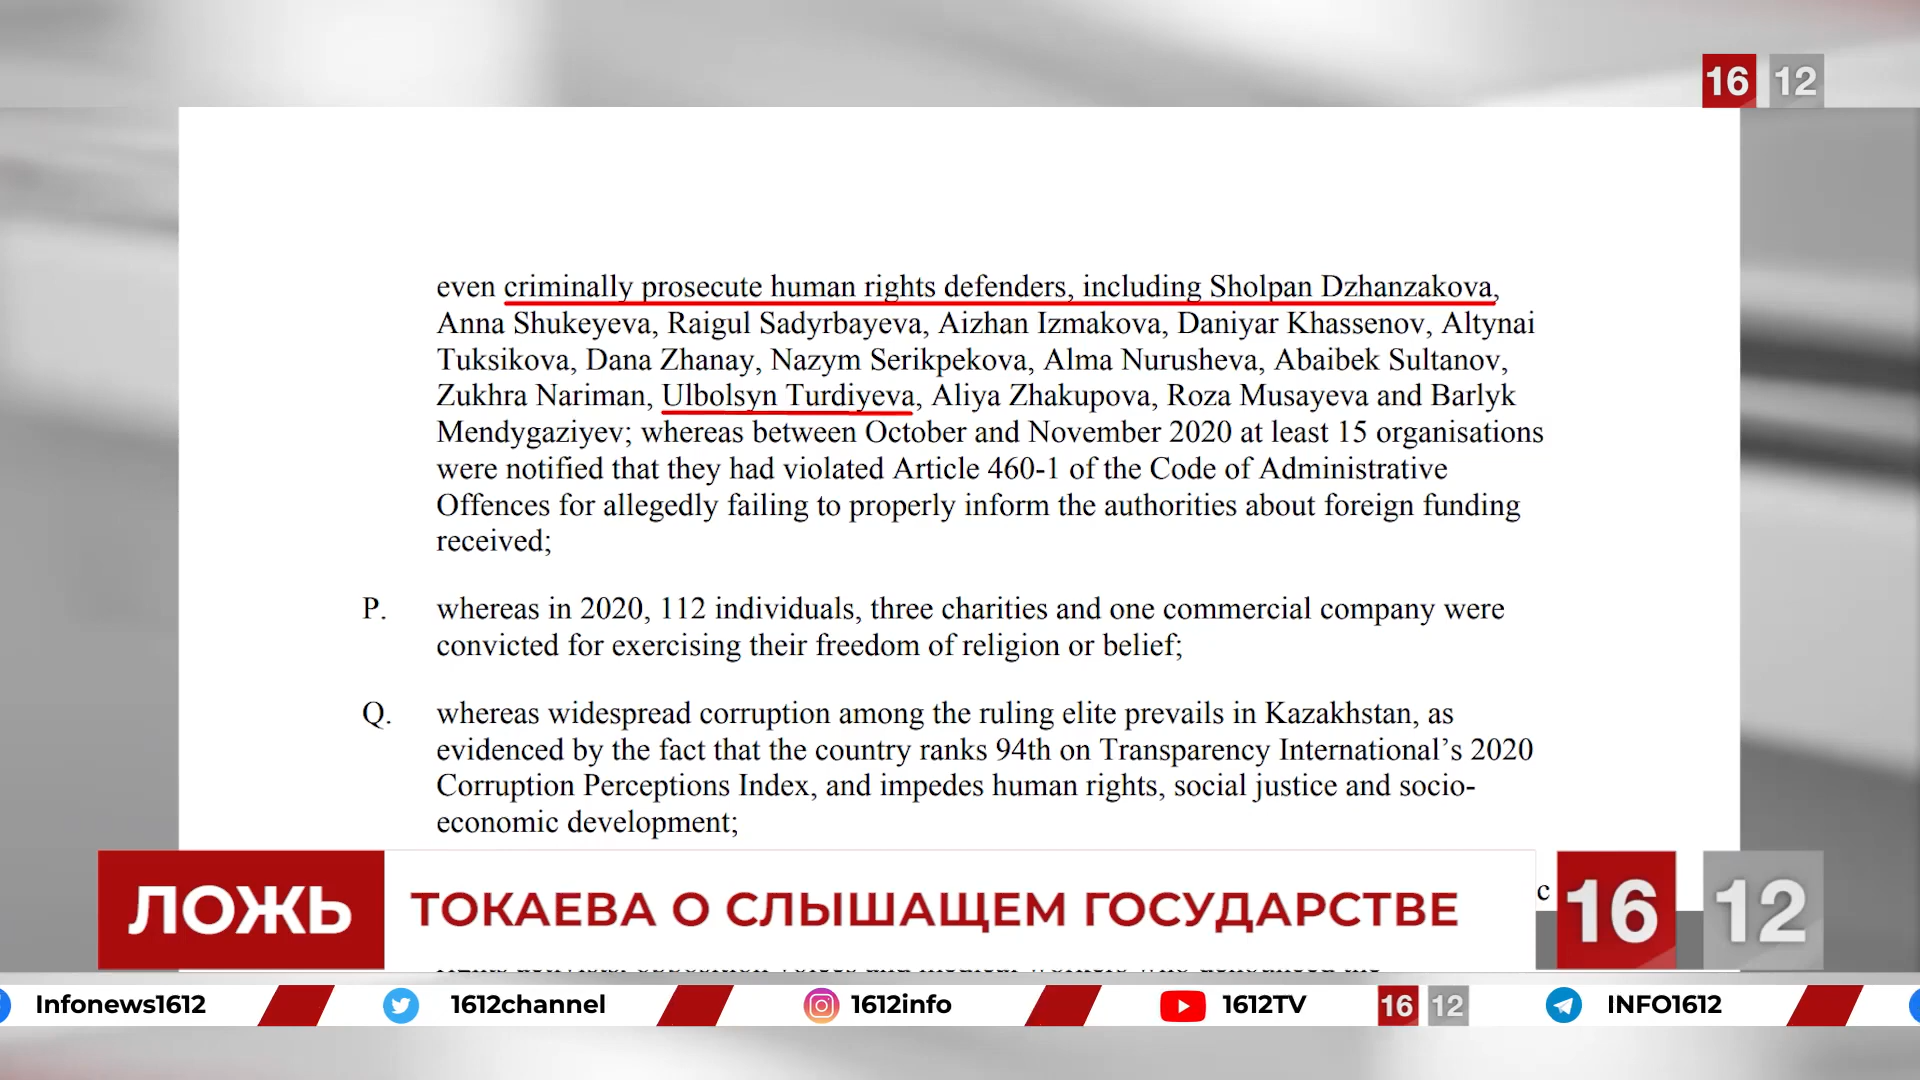 16 12
even criminally prosecute human rights defenders, including Sholpan Dzhanzakova,
Anna Shukeyeva, Raigul Sadyrbayeva, Aizhan Izmakova, Daniyar Khassenov, Altynai
Tuksikova, Dana Zhanay, Nazym Serikpekova, Alma Nurusheva, Abaibek Sultanov,
Zukhra Nariman, Ulbolsyn Turdiyeva, Aliya Zhakupova, Roza Musayeva and Barlyk
Mendygaziyev; whereas between October and November 2020 at least 15 organisations
were notified that they had violated Article 460-1 of the Code of Administrative
Offences for allegedly failing to properly inform the authorities about foreign funding
received;
P. whereas in 2020, 112 individuals, three charities and one commercial company were
convicted for exercising their freedom of religion or belief;
Q. whereas widespread corruption among the ruling elite prevails in Kazakhstan, as
evidenced by the fact that the country ranks 94th on Transparency International’s 2020
Corruption Perceptions Index, and impedes human rights, social justice and socio-
economic development;
ЛОЖЬ ТОКАЕВА О СЛЫШАЩЕМ ГОСУДАРСТВЕ c 16 12
Infonews1612 1612channel 1612info 1612TV 16 12 INFO1612